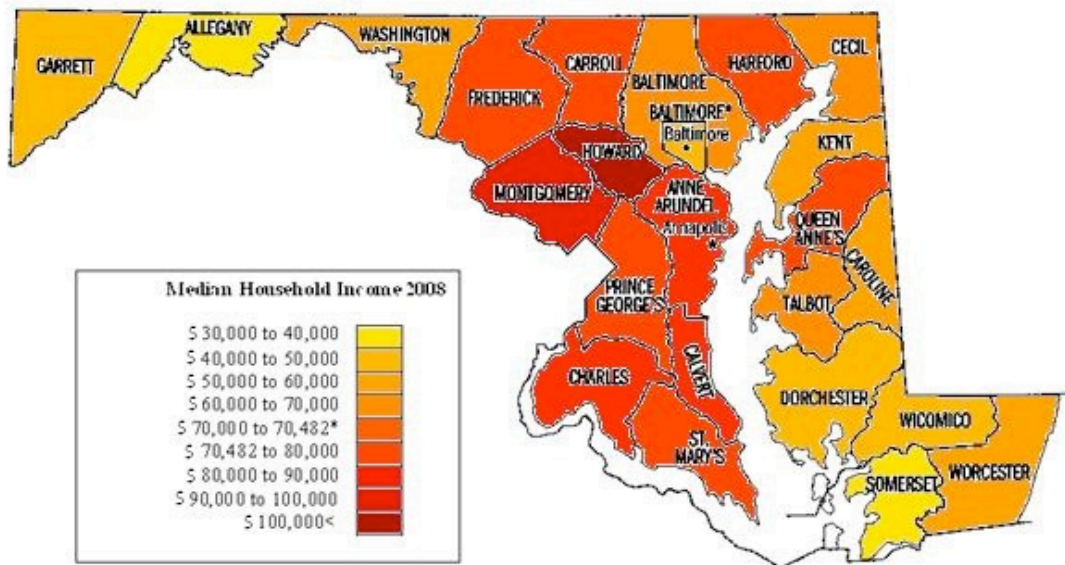 ALLEGANY
WASHINGTON
GARRETT
CARROLL
HARFORD
CECIL
FREDERICK
BALTIMORE
BALTIMORE*
Baltimore
KENT
HOWARD
MONTGOMERY
ANNE
ARUNDEL
Annapolis
QUEEN
ANNE'S
CAROLINE
TALBOT
PRINCE
GEORGE'S
CALVERT
CHARLES
DORCHESTER
WICOMICO
ST.
MARY'S
SOMERSET
WORCESTER
Median Household Income 2008
$ 30,000 to 40,000
$ 40,000 to 50,000
$ 50,000 to 60,000
$ 60,000 to 70,000
$ 70,000 to 70,482*
$ 70,482 to 80,000
$ 80,000 to 90,000
$ 90,000 to 100,000
$ 100,000<